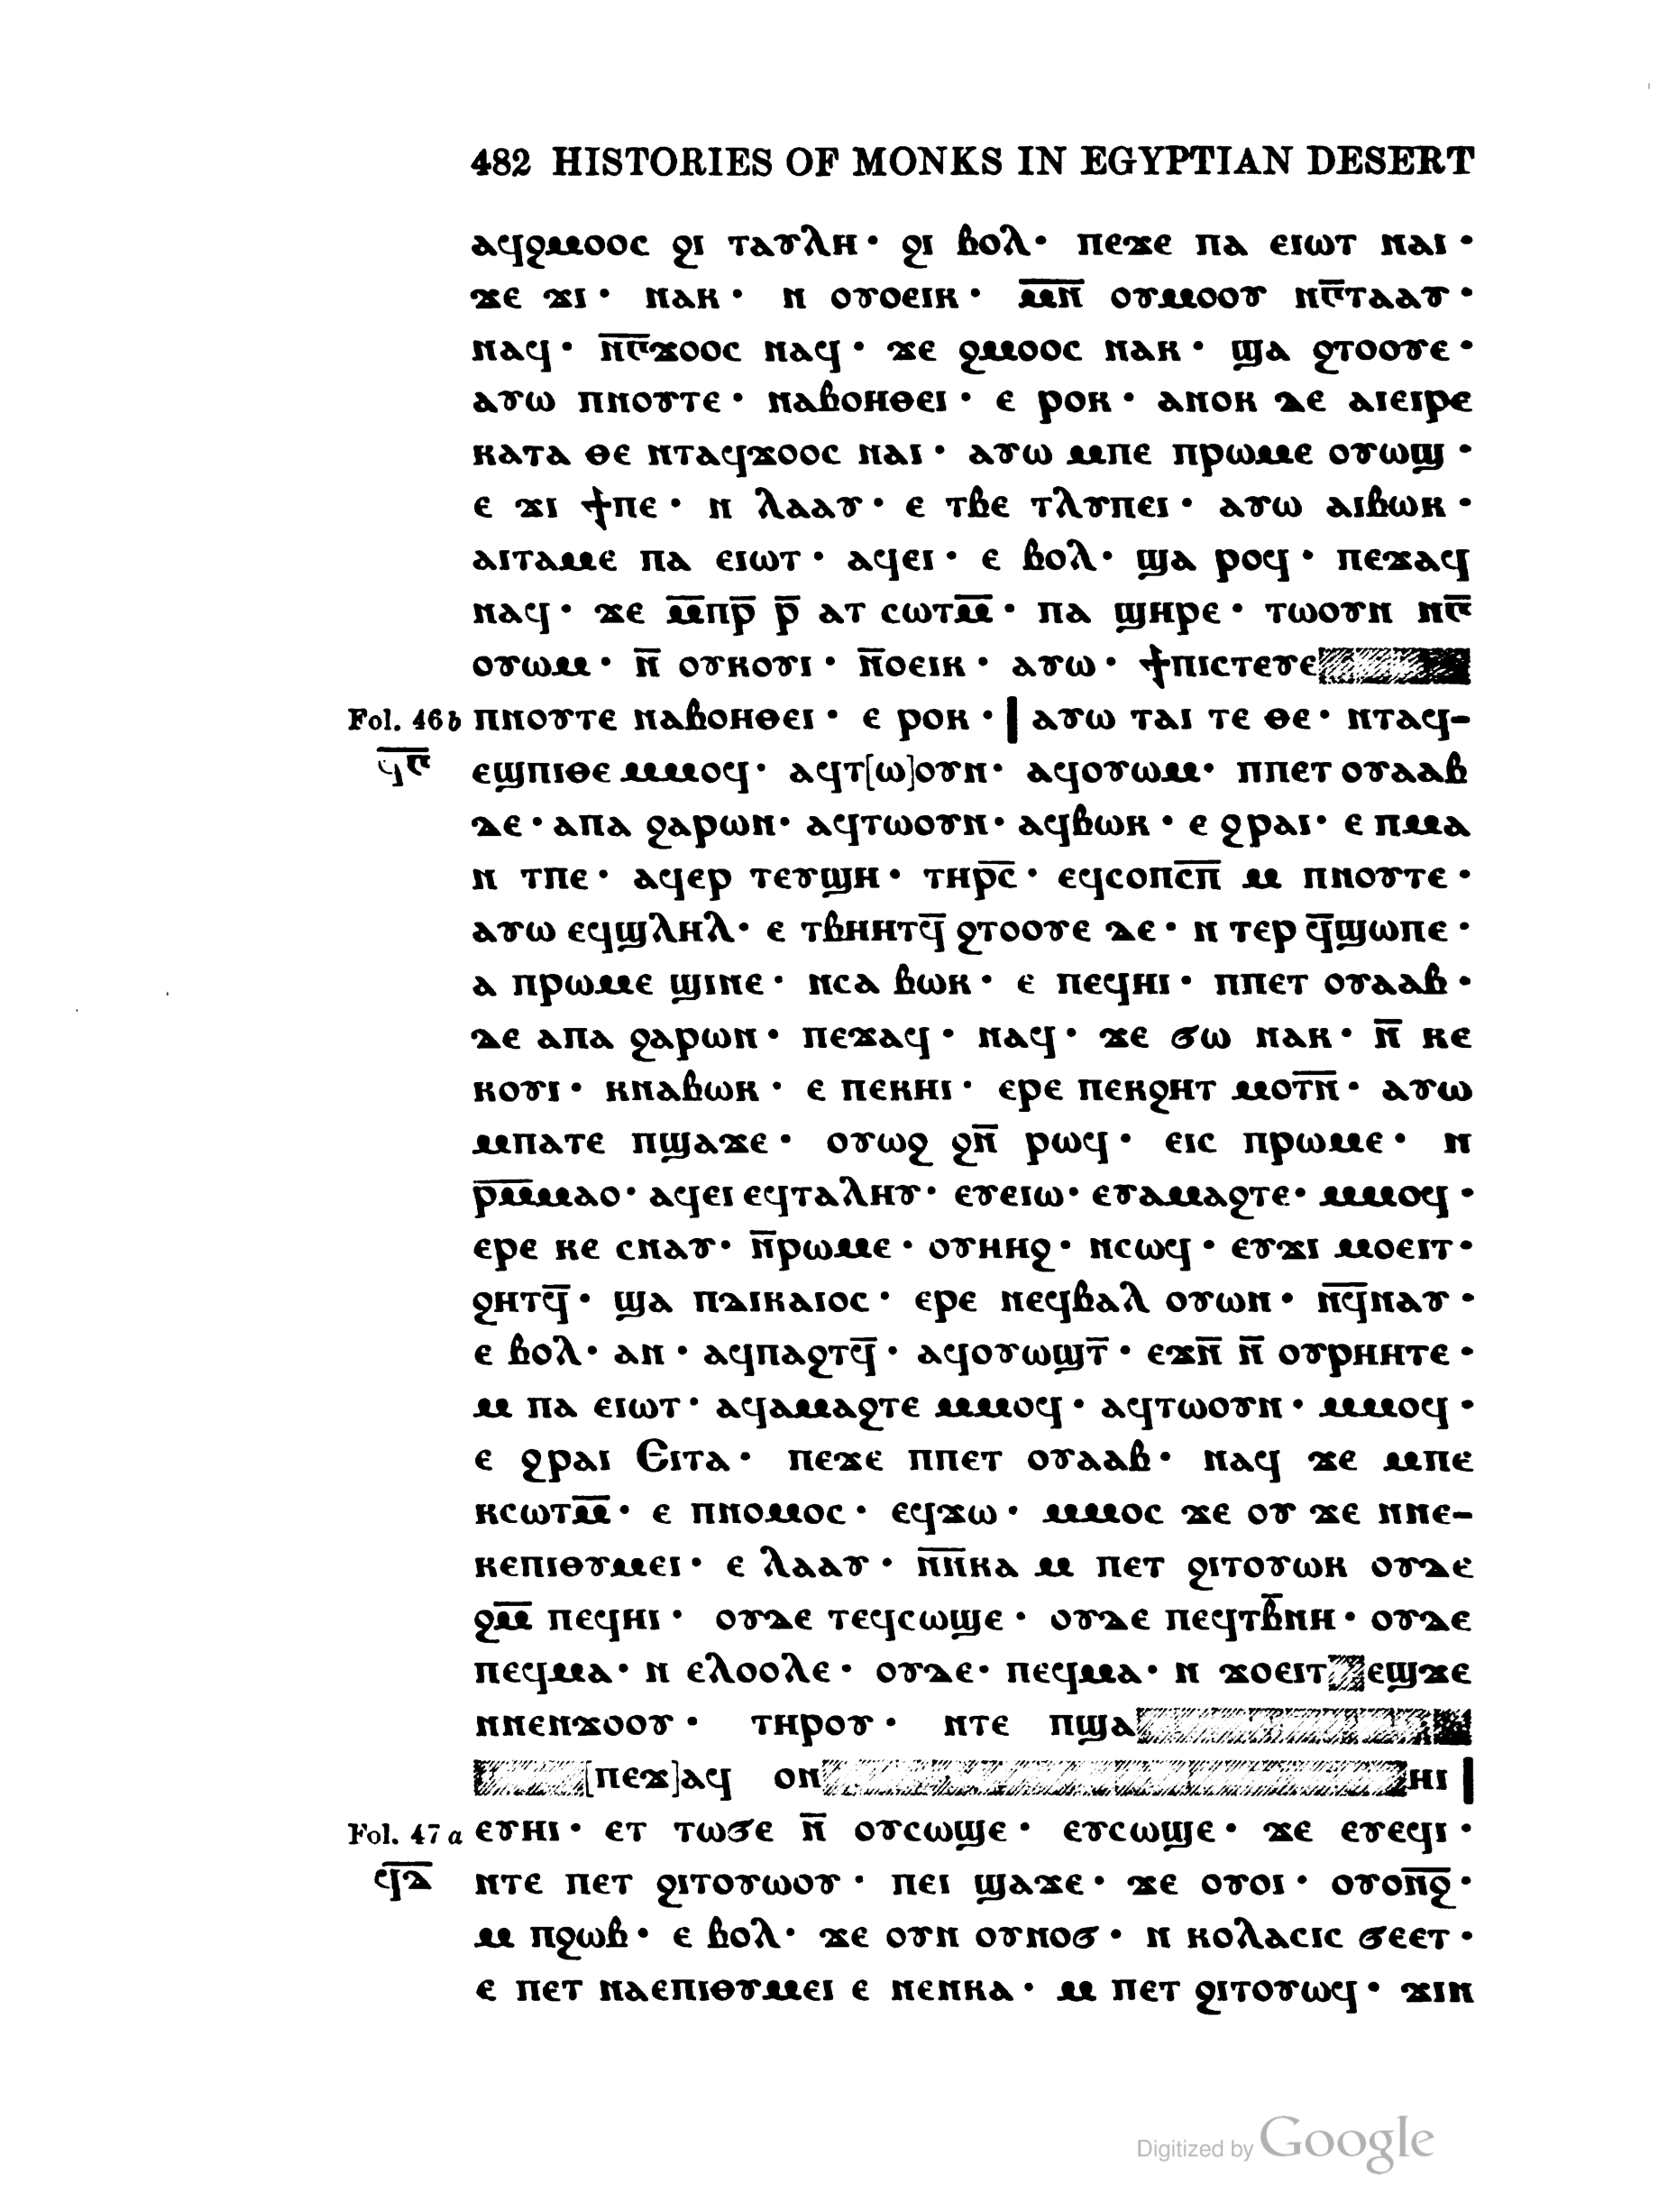 482 HISTORIES OF MONKS IN EGYPTIAN DESERT
ⲁϥϩⲙⲟⲟⲥ ϩⲓ ⲧⲁⲩⲗⲏ· ϩⲓ ⲃⲟⲗ· ⲡⲉϫⲉ ⲡⲁ ⲉⲓⲱⲧ ⲛⲁⲓ·
ϫⲉ ϫⲓ· ⲛⲁⲕ· ⲛ ⲟⲩⲟⲉⲓⲕ· ⲙ̅ⲛ̅ ⲟⲩⲙⲟⲟⲩ ⲛⲅ̅ⲧⲁⲁⲩ·
ⲛⲁϥ· ⲛ̅ⲅ̅ϫⲟⲟⲥ ⲛⲁϥ· ϫⲉ ϩⲙⲟⲟⲥ ⲛⲁⲕ· ϣⲁ ϩⲧⲟⲟⲩⲉ·
ⲁⲩⲱ ⲡⲛⲟⲩⲧⲉ· ⲛⲁⲃⲟⲏⲑⲉⲓ· ⲉ ⲣⲟⲕ· ⲁⲛⲟⲕ ⲇⲉ ⲁⲓⲉⲓⲣⲉ
ⲕⲁⲧⲁ ⲑⲉ ⲛⲧⲁϥϫⲟⲟⲥ ⲛⲁⲓ· ⲁⲩⲱ ⲙⲡⲉ ⲡⲣⲱⲙⲉ ⲟⲩⲱϣ·
ⲉ ϫⲓ ϯⲡⲉ· ⲛ ⲗⲁⲁⲩ· ⲉ ⲧⲃⲉ ⲧⲗⲩⲡⲉⲓ· ⲁⲩⲱ ⲁⲓⲃⲱⲕ·
ⲁⲓⲧⲁⲙⲉ ⲡⲁ ⲉⲓⲱⲧ· ⲁϥⲉⲓ· ⲉ ⲃⲟⲗ· ϣⲁ ⲣⲟϥ· ⲡⲉϫⲁϥ
ⲛⲁϥ· ϫⲉ ⲙ̅ⲡⲣ̅ ⲣ̅ ⲁⲧ ⲥⲱⲧⲙ̅· ⲡⲁ ϣⲏⲣⲉ· ⲧⲱⲟⲩⲛ ⲛⲅ̅
ⲟⲩⲱⲙ· ⲛ̅ ⲟⲩⲕⲟⲩⲓ· ⲛ̅ⲟⲉⲓⲕ· ⲁⲩⲱ· ϯⲡⲓⲥⲧⲉⲩⲉ
Fol. 46 b ⲡⲛⲟⲩⲧⲉ ⲛⲁⲃⲟⲏⲑⲉⲓ· ⲉ ⲣⲟⲕ· | ⲁⲩⲱ ⲧⲁⲓ ⲧⲉ ⲑⲉ· ⲛⲧⲁϥ-
ϥ̅ⲅ̅ ⲉϣⲡⲓⲑⲉ ⲙⲙⲟϥ· ⲁϥⲧ[ⲱ]ⲟⲩⲛ· ⲁϥⲟⲩⲱⲙ· ⲡⲡⲉⲧ ⲟⲩⲁⲁⲃ
ⲇⲉ· ⲁⲡⲁ ϩⲁⲣⲱⲛ· ⲁϥⲧⲱⲟⲩⲛ· ⲁϥⲃⲱⲕ· ⲉ ϩⲣⲁⲓ· ⲉ ⲡⲙⲁ
ⲛ ⲧⲡⲉ· ⲁϥⲉⲣ ⲧⲉⲩϣⲏ· ⲧⲏⲣⲥ̅· ⲉϥⲥⲟⲡⲥ̅ⲡ̅ ⲙ ⲡⲛⲟⲩⲧⲉ·
ⲁⲩⲱ ⲉϥϣⲗⲏⲗ· ⲉ ⲧⲃⲏⲏⲧϥ̅ ϩⲧⲟⲟⲩⲉ ⲇⲉ· ⲛ ⲧⲉⲣ ϥ̅ϣⲱⲡⲉ·
ⲁ ⲡⲣⲱⲙⲉ ϣⲓⲛⲉ· ⲛⲥⲁ ⲃⲱⲕ· ⲉ ⲡⲉϥⲏⲓ· ⲡⲡⲉⲧ ⲟⲩⲁⲁⲃ·
ⲇⲉ ⲁⲡⲁ ϩⲁⲣⲱⲛ· ⲡⲉϫⲁϥ· ⲛⲁϥ· ϫⲉ ϭⲱ ⲛⲁⲕ· ⲛ̅ ⲕⲉ
ⲕⲟⲩⲓ· ⲕⲛⲁⲃⲱⲕ· ⲉ ⲡⲉⲕⲏⲓ· ⲉⲣⲉ ⲡⲉⲕϩⲏⲧ ⲙⲟⲧ̅ⲛ̅· ⲁⲩⲱ
ⲙⲡⲁⲧⲉ ⲡϣⲁϫⲉ· ⲟⲩⲱϩ ϩⲛ̅ ⲣⲱϥ· ⲉⲓⲥ ⲡⲣⲱⲙⲉ· ⲛ
ⲣ̅ⲙ̅ⲙⲁⲟ· ⲁϥⲉⲓ ⲉϥⲧⲁⲗⲏⲩ· ⲉⲩⲉⲓⲱ· ⲉⲩⲁⲙⲁϩⲧⲉ· ⲙⲙⲟϥ·
ⲉⲣⲉ ⲕⲉ ⲥⲛⲁⲩ· ⲛ̅ⲣⲱⲙⲉ· ⲟⲩⲏⲏϩ· ⲛⲥⲱϥ· ⲉⲩϫⲓ ⲙⲟⲉⲓⲧ·
ϩⲏⲧϥ̅· ϣⲁ ⲡⲇⲓⲕⲁⲓⲟⲥ· ⲉⲣⲉ ⲛⲉϥⲃⲁⲗ ⲟⲩⲱⲛ· ⲛ̅ϥ̅ⲛⲁⲩ·
ⲉ ⲃⲟⲗ· ⲁⲛ· ⲁϥⲡⲁϩⲧϥ̅· ⲁϥⲟⲩⲱϣⲧ̅· ⲉϫⲛ̅ ⲛ̅ ⲟⲩⲣⲏⲏⲧⲉ·
ⲙ ⲡⲁ ⲉⲓⲱⲧ· ⲁϥⲁⲙⲁϩⲧⲉ ⲙⲙⲟϥ· ⲁϥⲧⲱⲟⲩⲛ· ⲙⲙⲟϥ·
ⲉ ϩⲣⲁⲓ Ⲉⲓⲧⲁ· ⲡⲉϫⲉ ⲡⲡⲉⲧ ⲟⲩⲁⲁⲃ· ⲛⲁϥ ϫⲉ ⲙⲡⲉ
ⲕⲥⲱⲧⲙ̅· ⲉ ⲡⲛⲟⲙⲟⲥ· ⲉϥϫⲱ· ⲙⲙⲟⲥ ϫⲉ ⲟⲩ ϫⲉ ⲛⲛⲉ-
ⲕⲉⲡⲓⲑⲩⲙⲉⲓ· ⲉ ⲗⲁⲁⲩ· ⲛ̅ⲛ̅ⲕⲁ ⲙ ⲡⲉⲧ ϩⲓⲧⲟⲩⲱⲕ ⲟⲩⲇⲉ
ϩⲙ̅ ⲡⲉϥⲏⲓ· ⲟⲩⲇⲉ ⲧⲉϥⲥⲱϣⲉ· ⲟⲩⲇⲉ ⲡⲉϥⲧⲃ̅ⲛⲏ· ⲟⲩⲇⲉ
ⲡⲉϥⲙⲁ· ⲛ ⲉⲗⲟⲟⲗⲉ· ⲟⲩⲇⲉ· ⲡⲉϥⲙⲁ· ⲛ ϫⲟⲉⲓⲧ ⲉϣϫⲉ
ⲛⲛⲉⲛϫⲟⲟⲩ· ⲧⲏⲣⲟⲩ· ⲛⲧⲉ ⲡϣⲁ
[ⲡⲉϫ]ⲁϥ ⲟⲛ ⲏⲓ |
Fol. 47 a ⲉⲩⲏⲓ· ⲉⲧ ⲧⲱϭⲉ ⲛ̅ ⲟⲩⲥⲱϣⲉ· ⲉⲩⲥⲱϣⲉ· ϫⲉ ⲉⲩⲉϥⲓ·
ϥ̅ⲇ̅ ⲛⲧⲉ ⲡⲉⲧ ϩⲓⲧⲟⲩⲱⲟⲩ· ⲡⲉⲓ ϣⲁϫⲉ· ϫⲉ ⲟⲩⲟⲓ· ⲟⲩⲟⲛ̅ϩ̅·
ⲙ ⲡϩⲱⲃ· ⲉ ⲃⲟⲗ· ϫⲉ ⲟⲩⲛ ⲟⲩⲛⲟϭ· ⲛ ⲕⲟⲗⲁⲥⲓⲥ ϭⲉⲉⲧ·
ⲉ ⲡⲉⲧ ⲛⲁⲉⲡⲓⲑⲩⲙⲉⲓ ⲉ ⲛⲉⲛⲕⲁ· ⲙ ⲡⲉⲧ ϩⲓⲧⲟⲩⲱϥ· ϫⲓⲛ
Digitized by Google